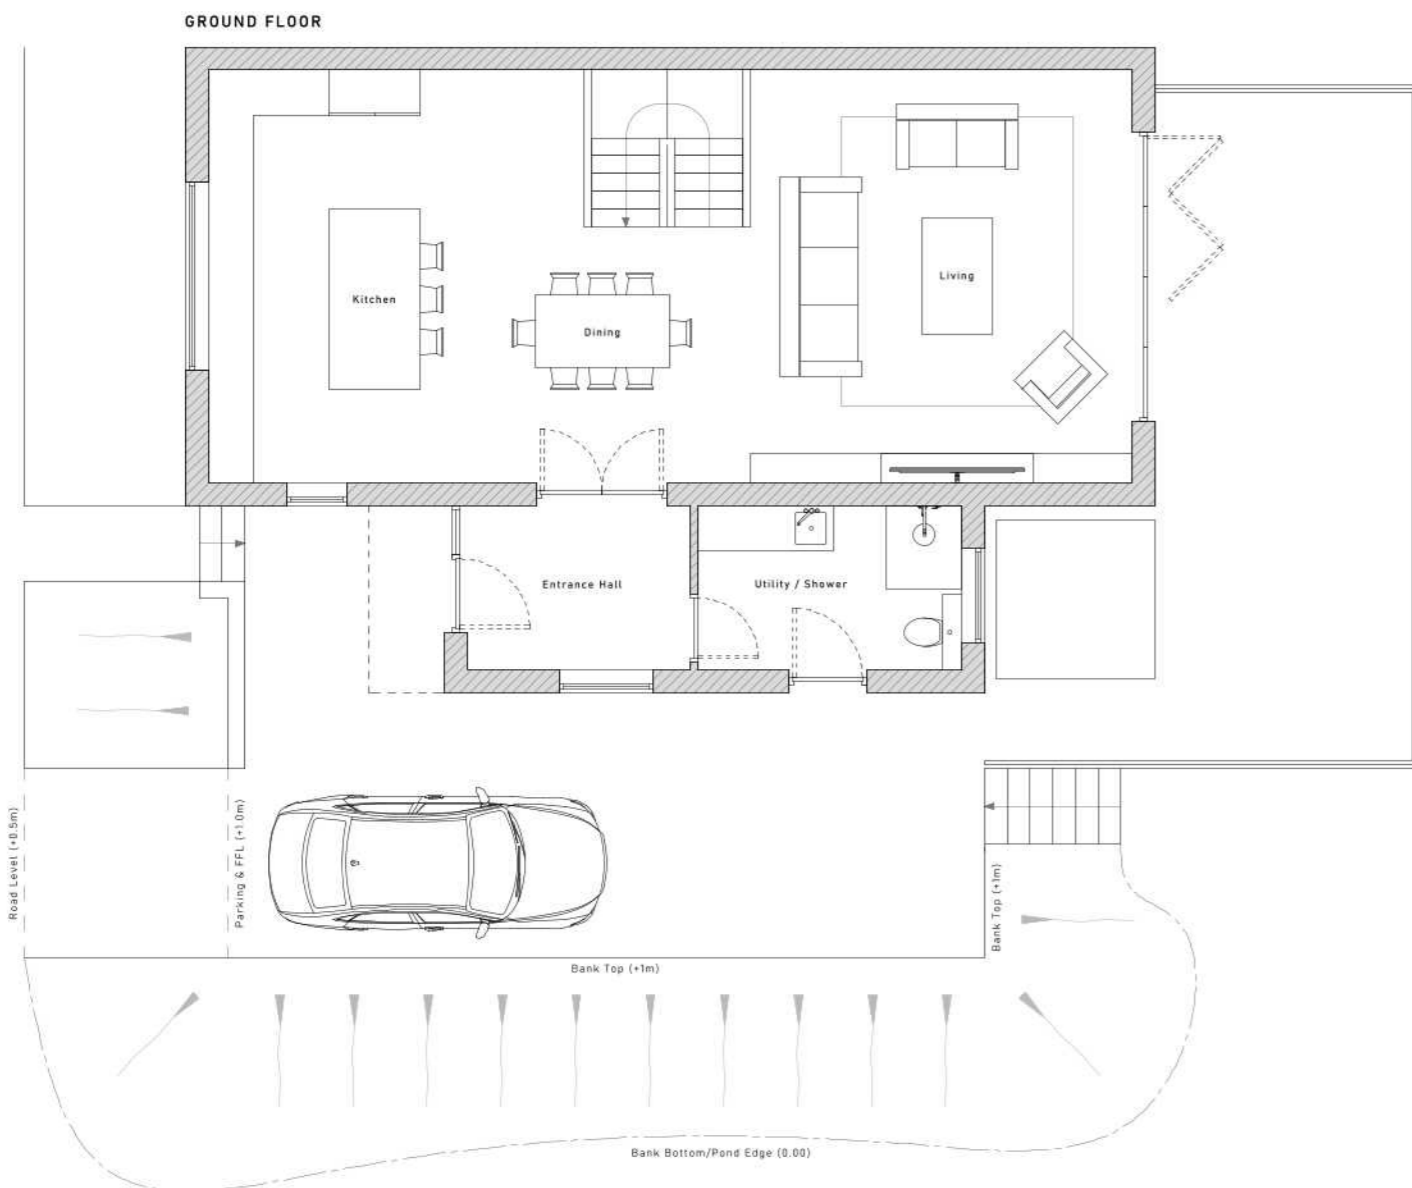 GROUND FLOOR
Living
Kitchen
Dining
Entrance Hall
Utility / Shower
Road Level (+0.5m)
Parking & FFL (+1.0m)
Bank Top (+1m)
Bank Top (+1m)
Bank Bottom/Pond Edge (0.00)